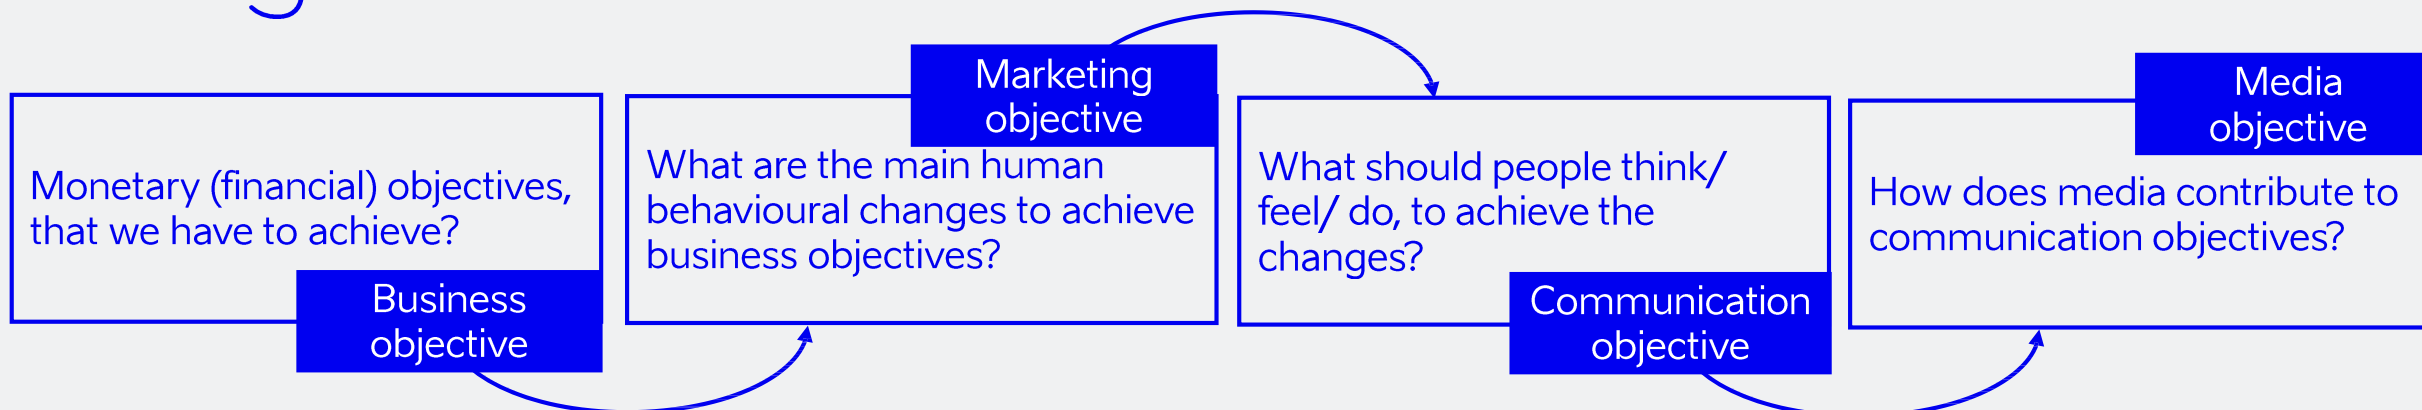 Monetary (financial) objectives,
that we have to achieve?
Business
objective
Marketing
objective
What are the main human
behavioural changes to achieve
business objectives?
What should people think/
feel/ do, to achieve the
changes?
Communication
objective
Media
objective
How does media contribute to
communication objectives?